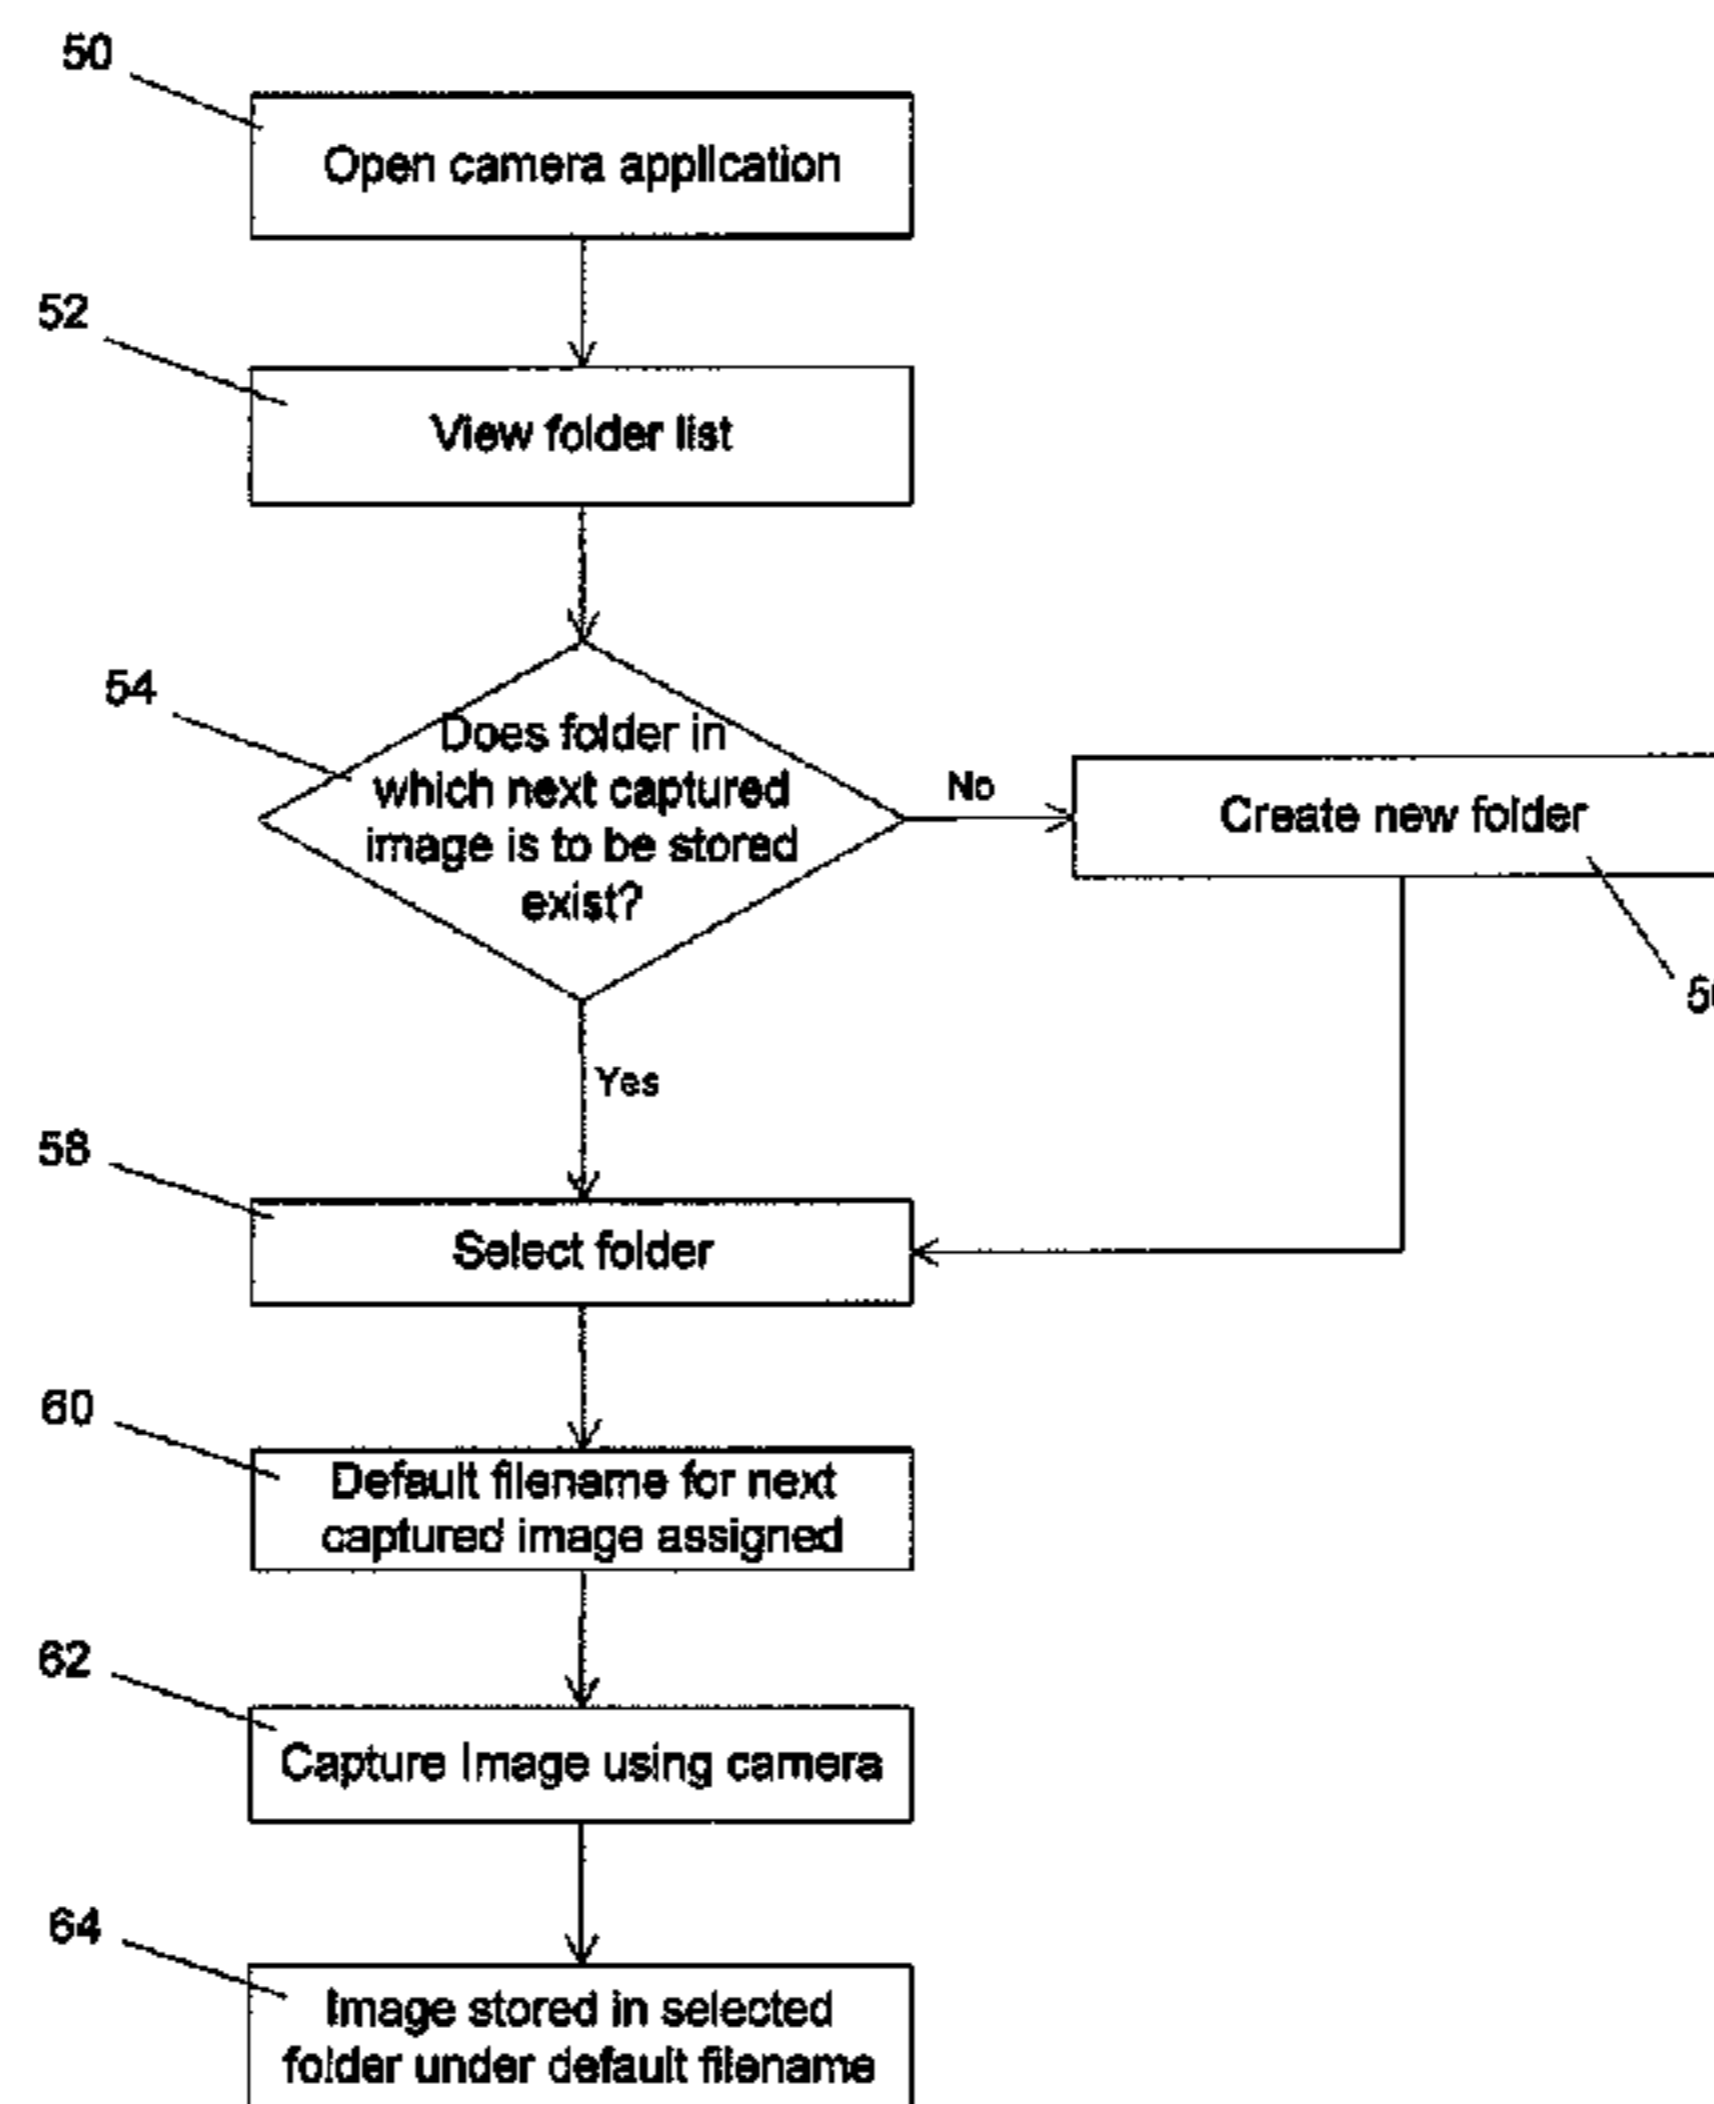 50
Open camera application
52
View folder list
54
Does folder in
which next captured
image is to be stored
exist?
No
Create new folder
Yes
58
Select folder
60
Default filename for next
captured image assigned
62
Capture Image using camera
64
Image stored in selected
folder under default filename